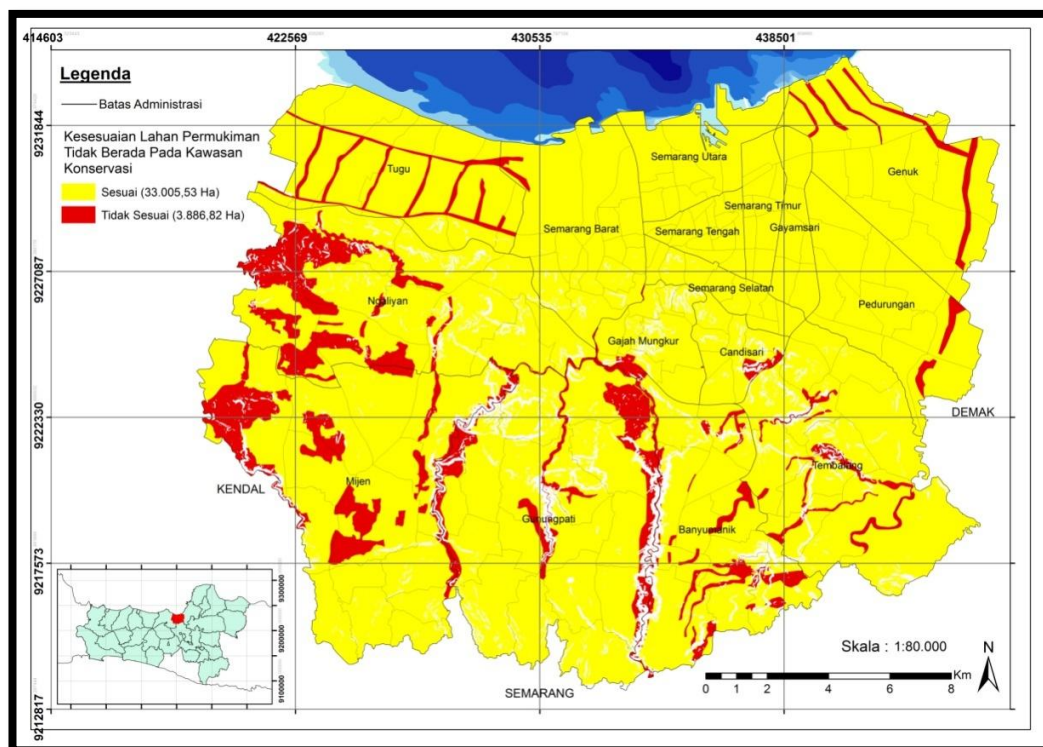 414603
422569
430535
438501
Legenda
Batas Administrasi
Kesesuaian Lahan Permukiman
Tidak Berada Pada Kawasan
Konservasi
Sesuai (33.005,53 Ha)
Tidak Sesuai (3.886,82 Ha)
9231844
9227087
9222330
9217573
9212817
Semarang Utara
Tugu
Genuk
Semarang Timur
Semarang Barat
Semarang Tengah
Gayamsari
Semarang Selatan
Ngaliyan
Pedurungan
Gajah Mungkur
Candisari
DEMAK
Tembalang
KENDAL
Mijen
Gunungpati
Banyumanik
9300000
9200000
9100000
Skala : 1:80.000
N
0 1 2 4 6 8
Km
SEMARANG